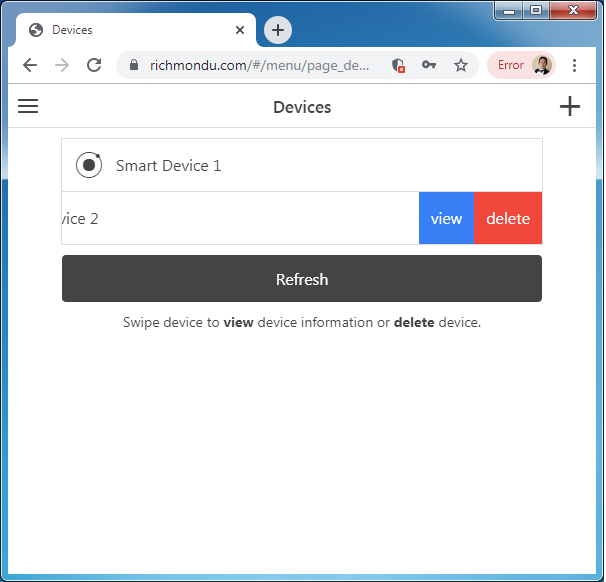 Devices
richmondu.com/#/menu/page_de...
Error
Devices
Smart Device 1
vice 2
view
delete
Refresh
Swipe device to view device information or delete device.